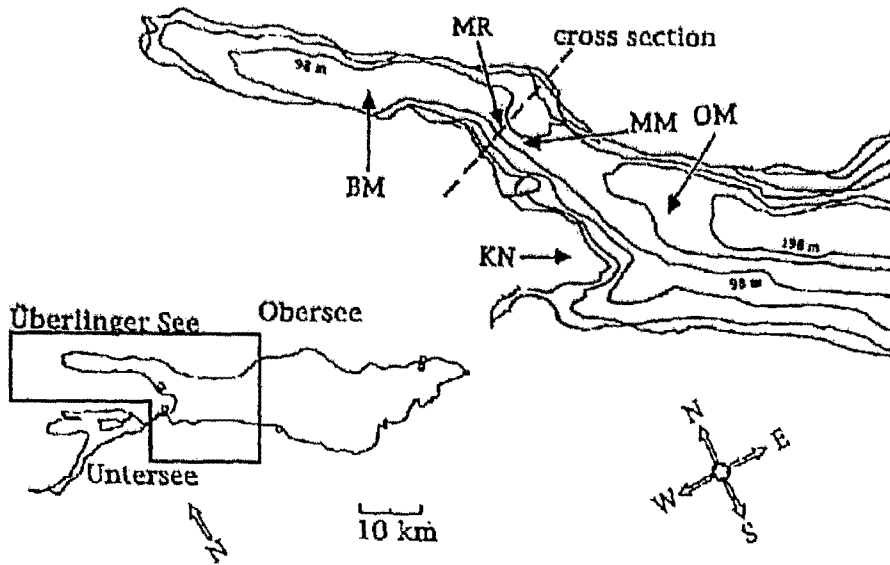 MR
cross section
98 m
MM
OM
BM
198 m
KN
98 m
Überlinger See
Obersee
Untersee
N
10 km
N
E
W
S